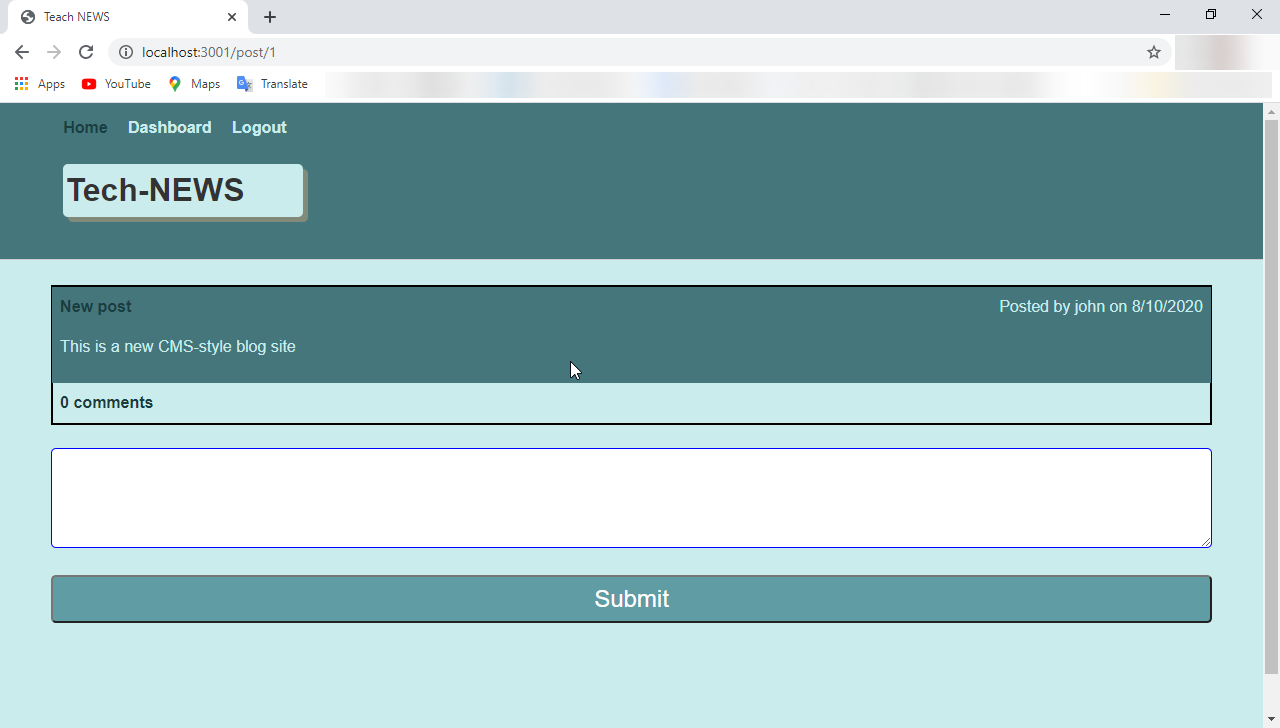 Teach NEWS
localhost:3001/post/1
Apps YouTube Maps Translate
Home Dashboard Logout
Tech-NEWS
New post Posted by john on 8/10/2020
This is a new CMS-style blog site
0 comments
Submit